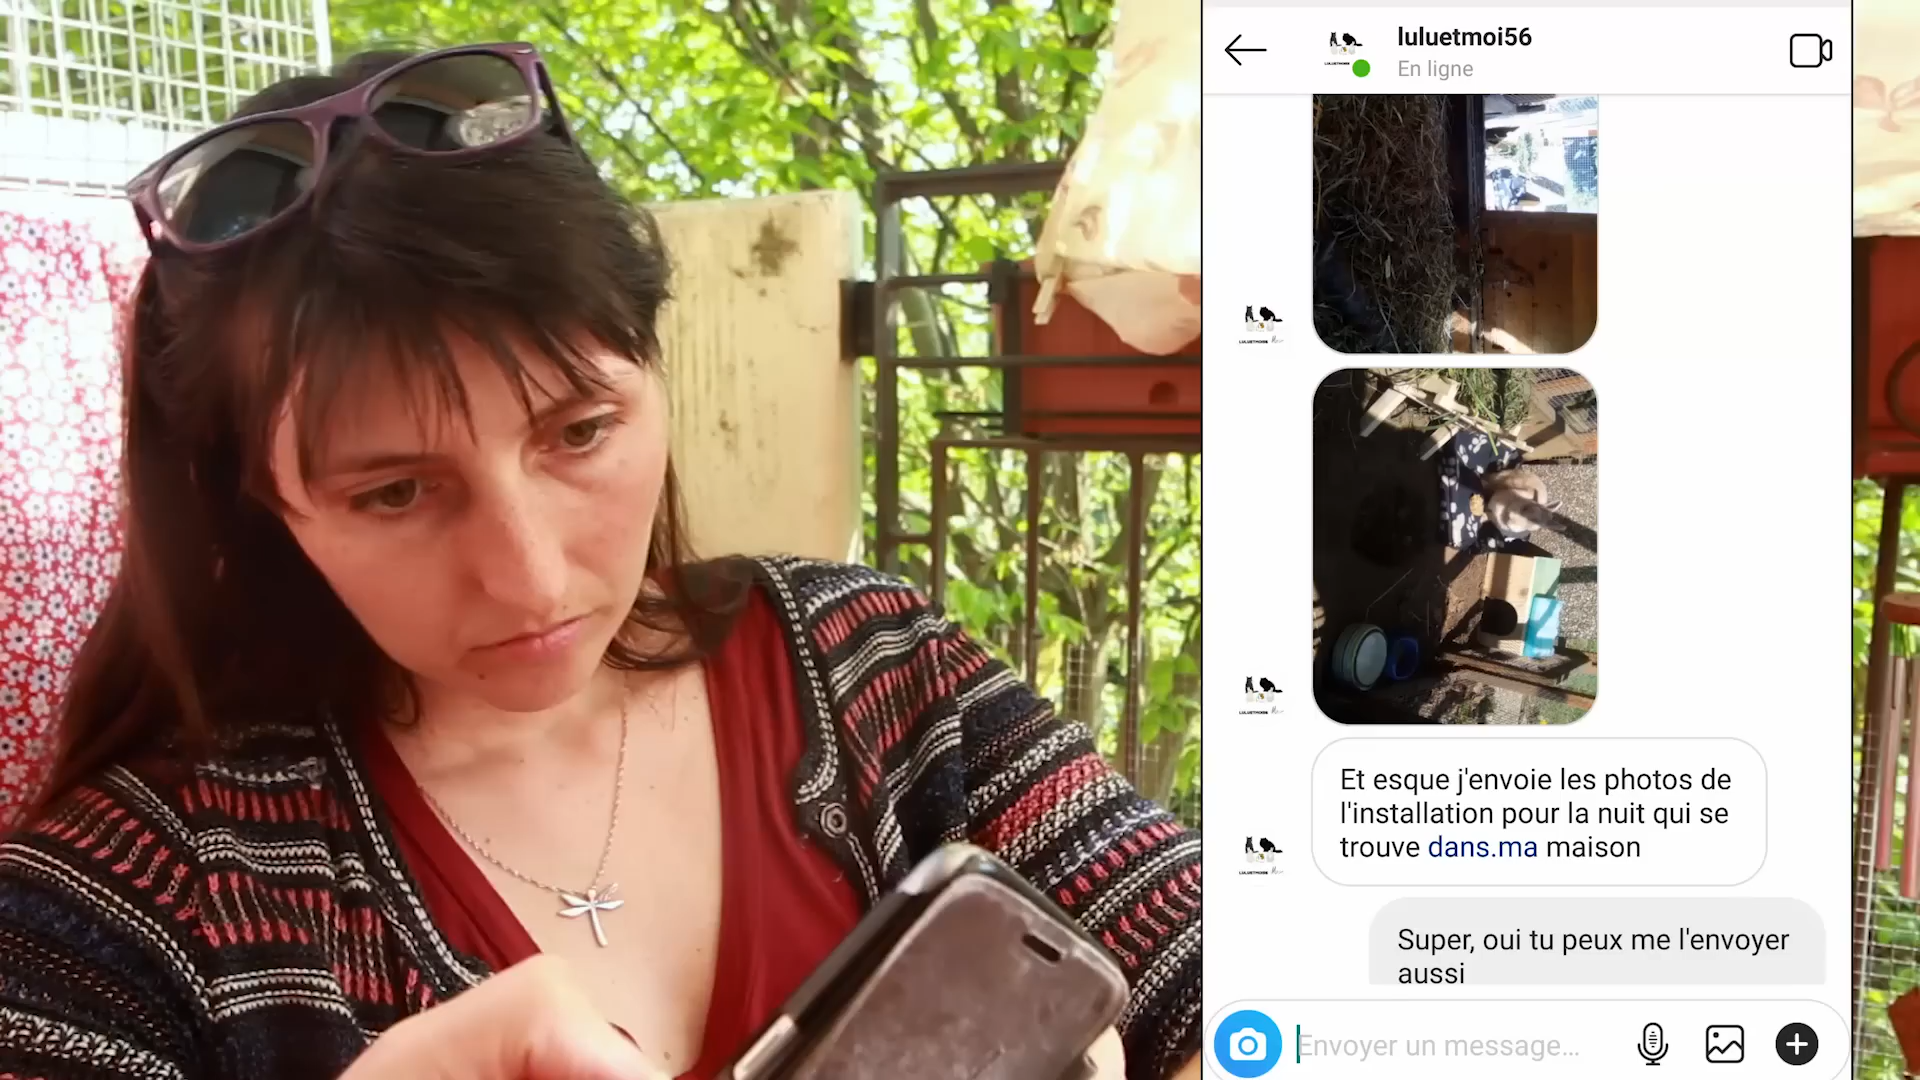 luluetmoi56
En ligne
Et esque j'envoie les photos de
l'installation pour la nuit qui se
trouve dans.ma maison
Super, oui tu peux me l'envoyer
aussi
Envoyer un message...